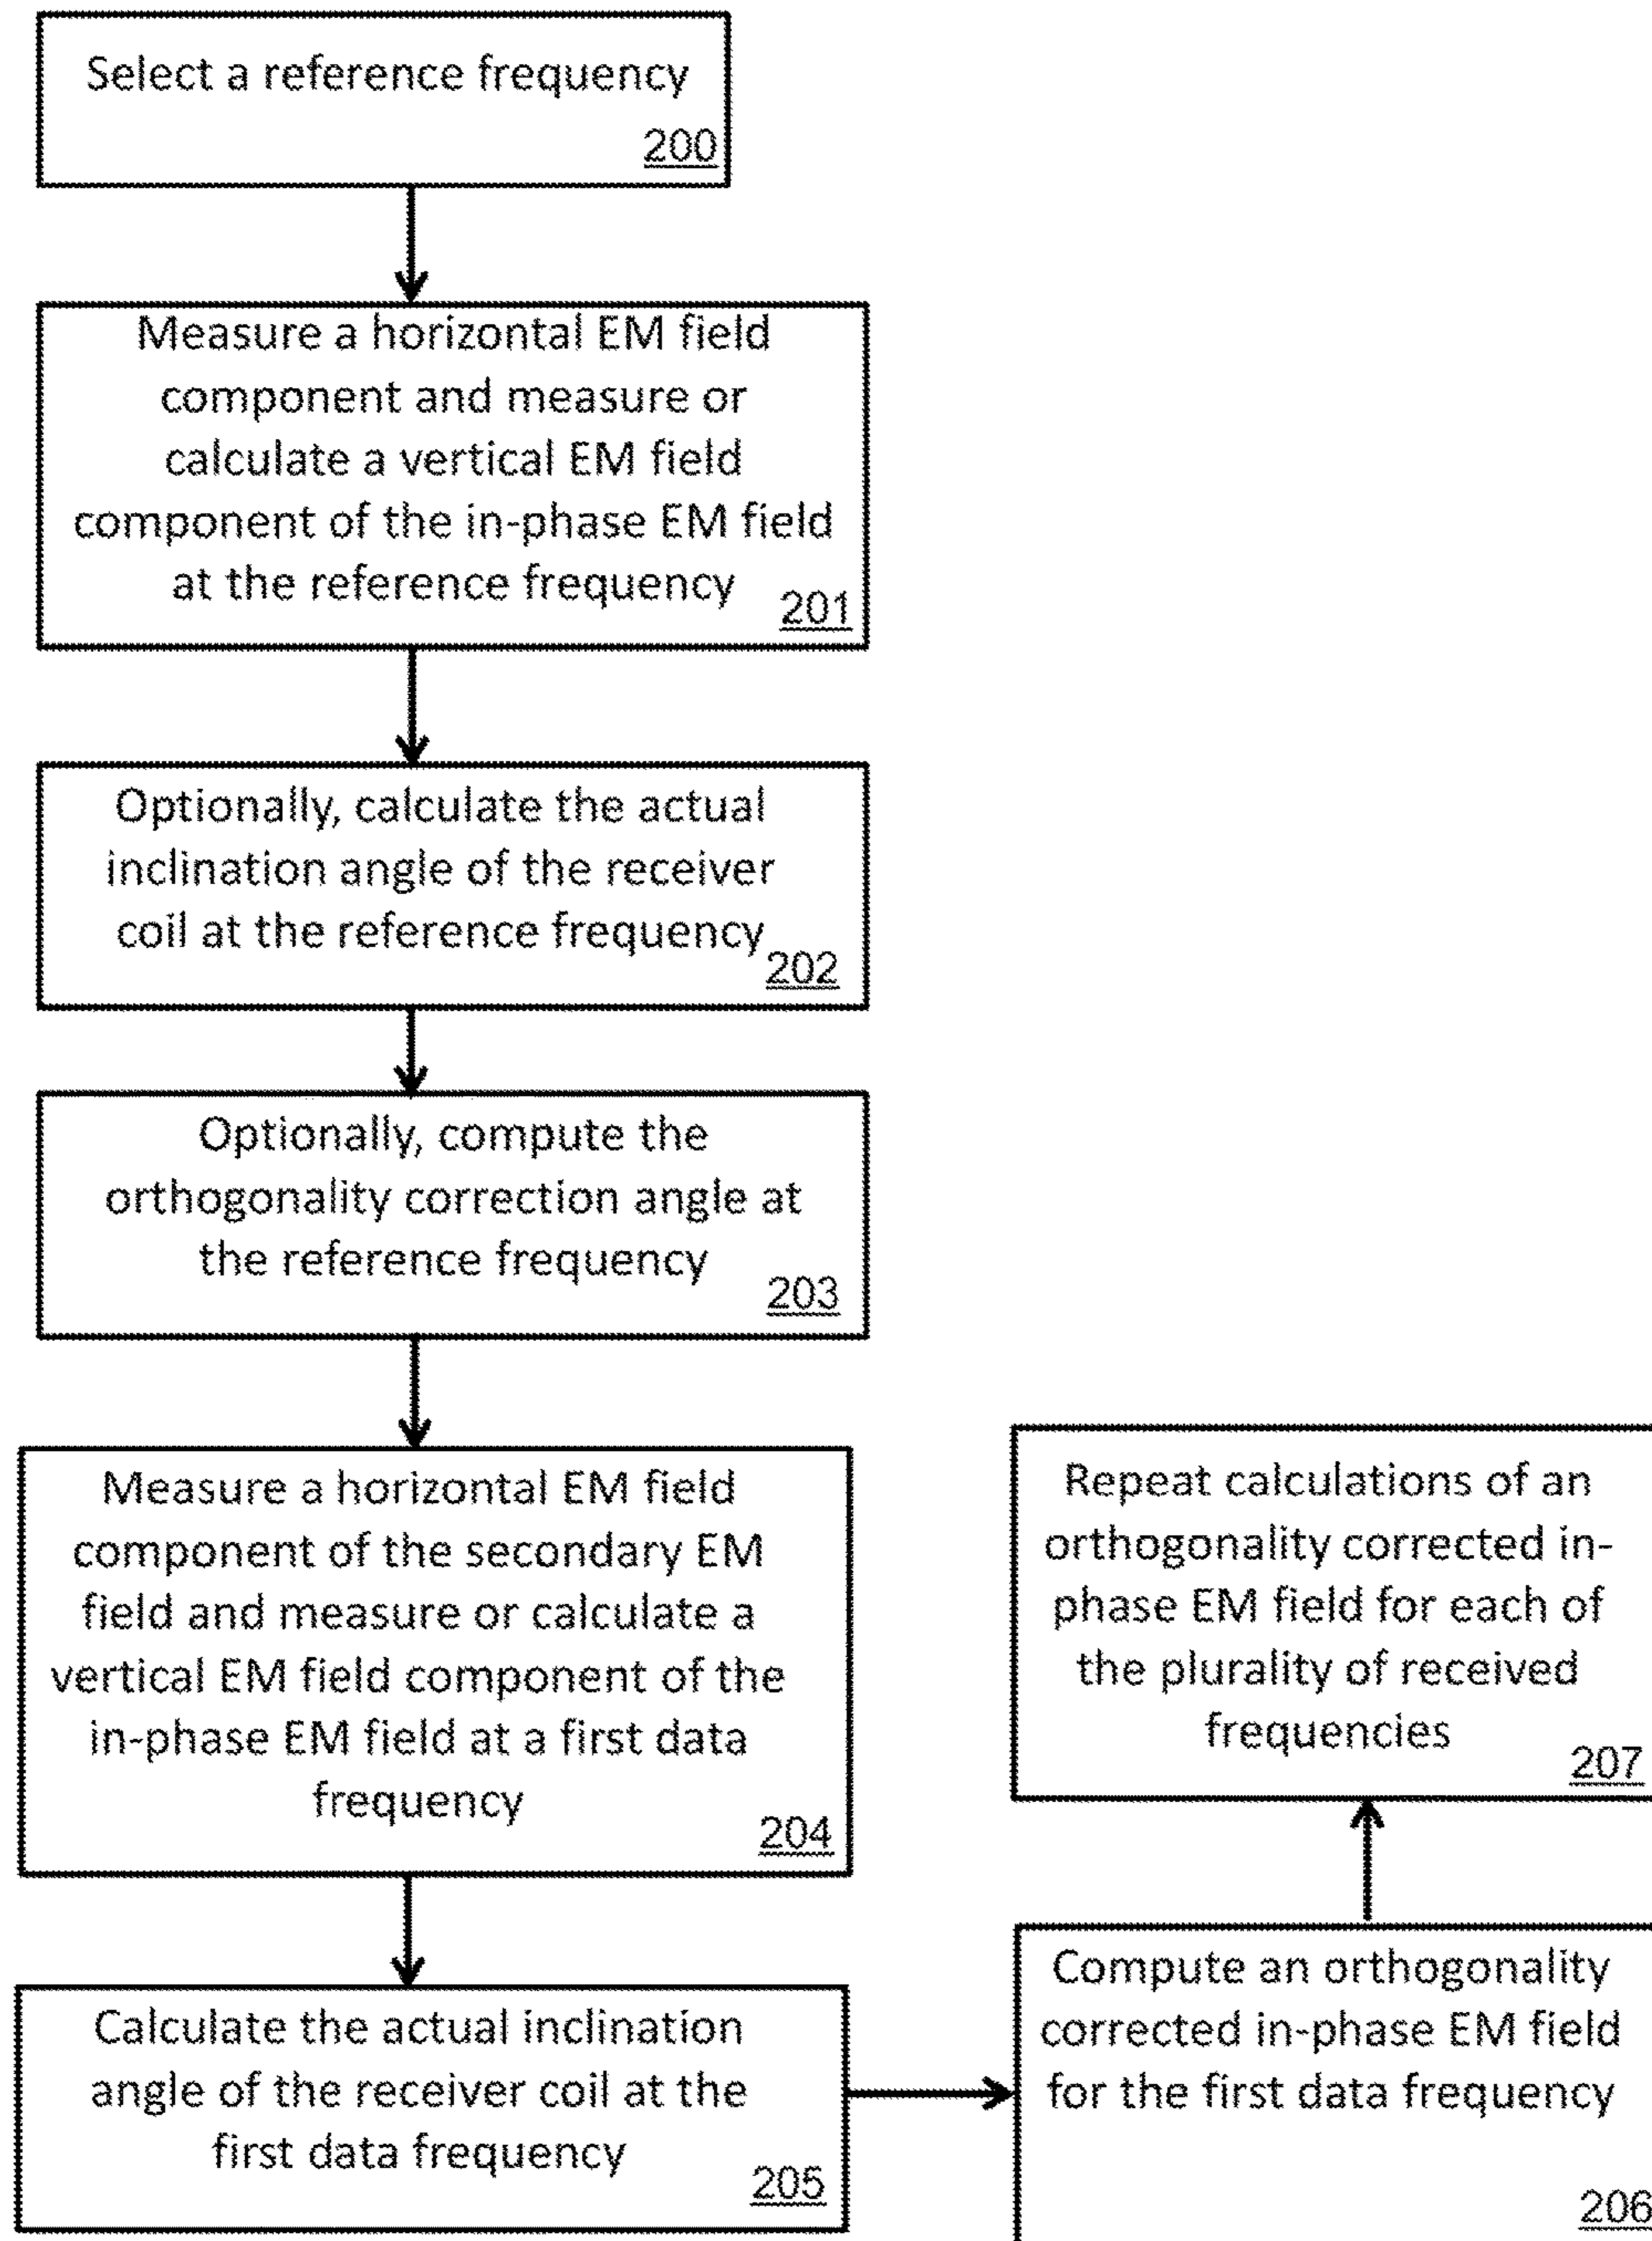 Select a reference frequency
200
Measure a horizontal EM field
component and measure or
calculate a vertical EM field
component of the in-phase EM field
at the reference frequency
201
Optionally, calculate the actual
inclination angle of the receiver
coil at the reference frequency
202
Optionally, compute the
orthogonality correction angle at
the reference frequency
203
Measure a horizontal EM field
component of the secondary EM
field and measure or calculate a
vertical EM field component of the
in-phase EM field at a first data
frequency
204
Calculate the actual inclination
angle of the receiver coil at the
first data frequency
205
Compute an orthogonality
corrected in-phase EM field
for the first data frequency
206
Repeat calculations of an
orthogonality corrected in-
phase EM field for each of
the plurality of received
frequencies
207